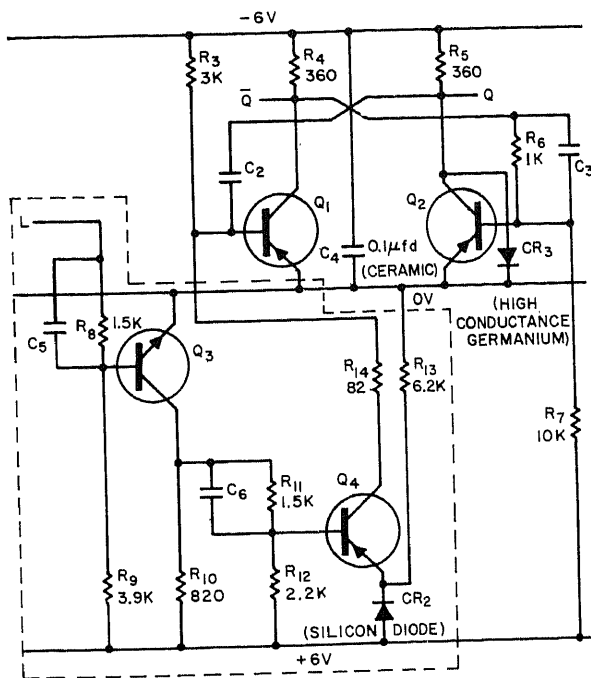 -6V
R3
3K
R4
360
R5
360
Q̅
Q
R6
1K
C3
C2
Q1
Q2
C4
0.1μfd
(CERAMIC)
CR3
0V
(HIGH
CONDUCTANCE
GERMANIUM)
R8
1.5K
C5
Q3
R14
82
R13
6.2K
R7
10K
C6
R11
1.5K
Q4
R9
3.9K
R10
820
R12
2.2K
CR2
(SILICON DIODE)
+6V